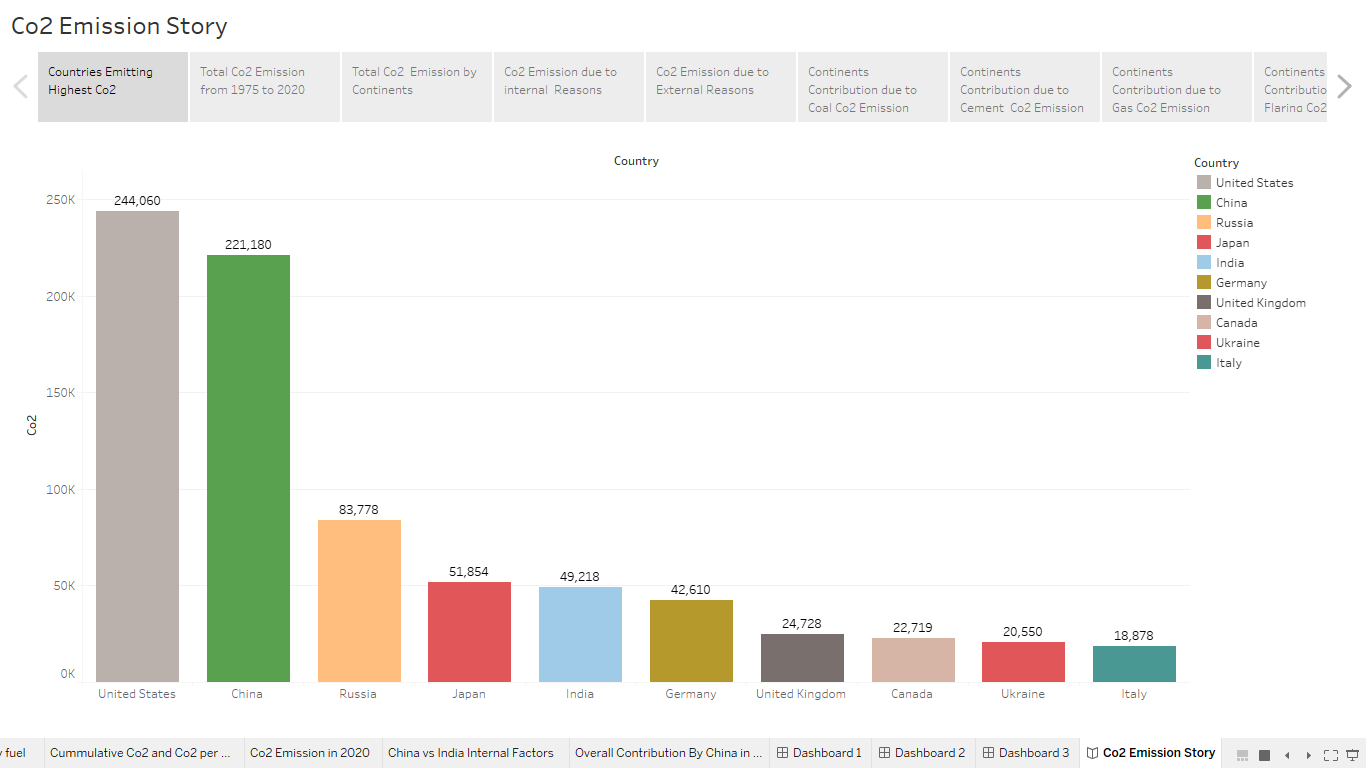 Co2 Emission Story
Countries Emitting
Highest Co2
Total Co2 Emission
from 1975 to 2020
Total Co2 Emission by
Continents
Co2 Emission due to
internal Reasons
Co2 Emission due to
External Reasons
Continents
Contribution due to
Coal Co2 Emission
Continents
Contribution due to
Cement Co2 Emission
Continents
Contribution due to
Gas Co2 Emission
Continents
Contributio
Flaring Co2
Country
Country
United States
China
Russia
Japan
India
Germany
United Kingdom
Canada
Ukraine
Italy
Co2
250K
200K
150K
100K
50K
0K
244,060
221,180
83,778
51,854
49,218
42,610
24,728
22,719
20,550
18,878
United States
China
Russia
Japan
India
Germany
United Kingdom
Canada
Ukraine
Italy
y fuel
Cummulative Co2 and Co2 per ...
Co2 Emission in 2020
China vs India Internal Factors
Overall Contribution By China in ...
Dashboard 1
Dashboard 2
Dashboard 3
Co2 Emission Story